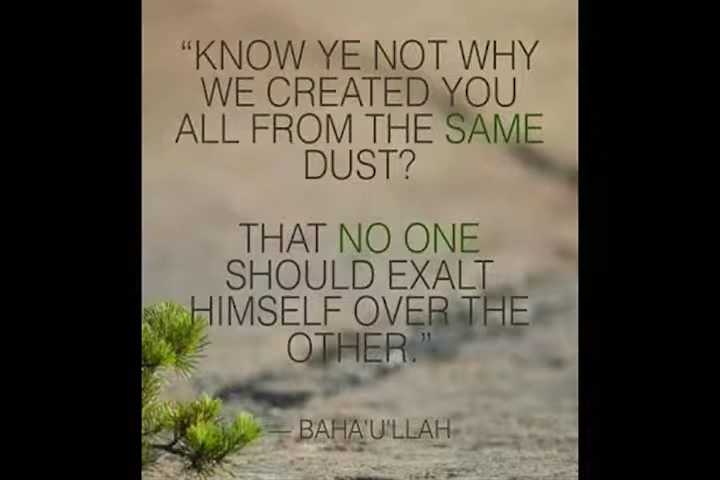 “KNOW YE NOT WHY
WE CREATED YOU
ALL FROM THE SAME
DUST?
THAT NO ONE
SHOULD EXALT
HIMSELF OVER THE
OTHER.”
— BAHA'U'LLAH